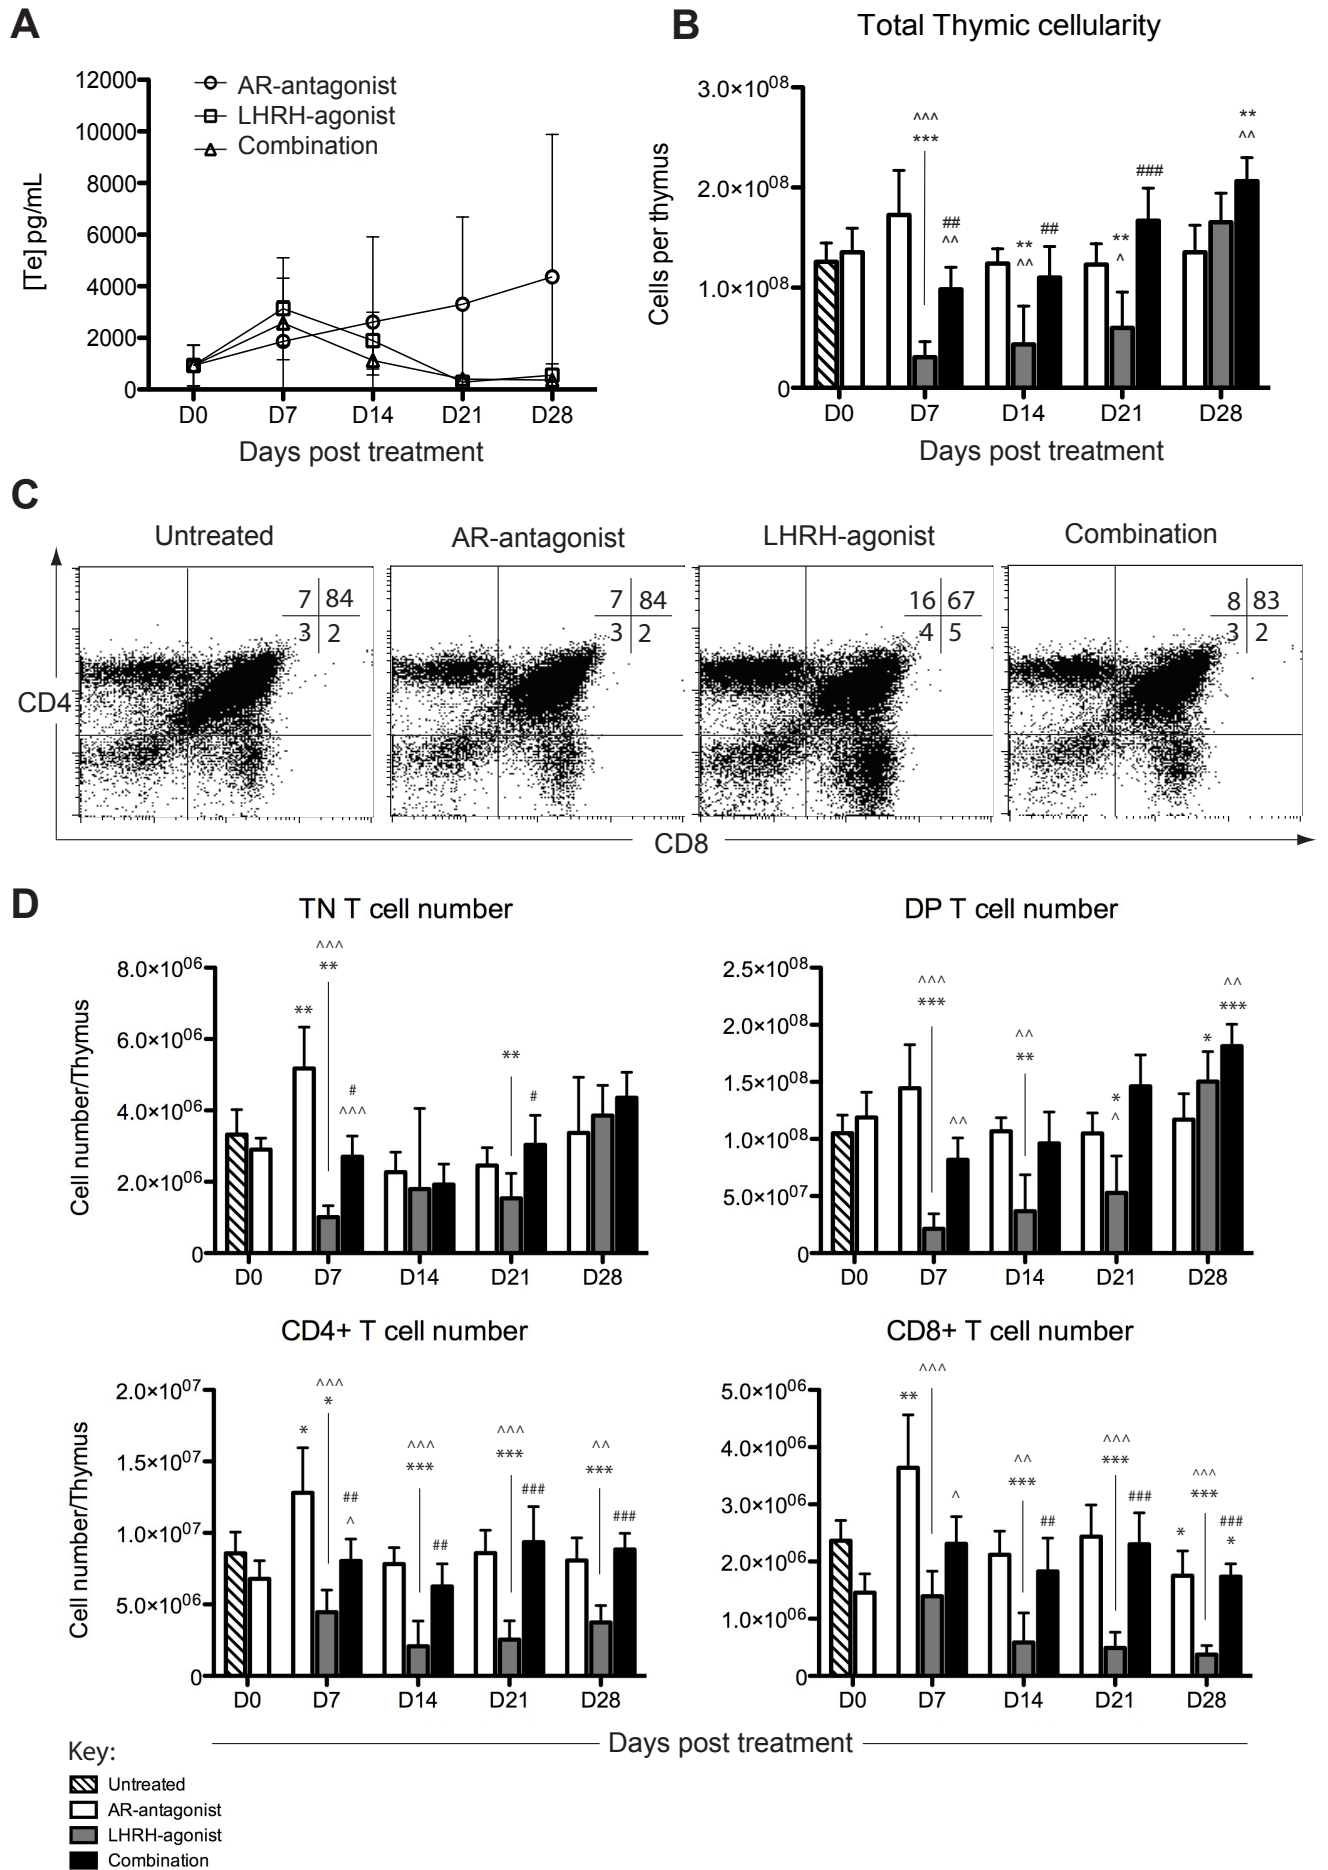 A
12000
10000
8000
6000
4000
2000
0
[Te] pg/mL
AR-antagonist
LHRH-agonist
Combination
D0 D7 D14 D21 D28
Days post treatment
B
Total Thymic cellularity
3.0×10^08
2.0×10^08
1.0×10^08
0
Cells per thymus
^^^
***
##
^^
**
^^
##
**
^
###
**
^^
D0 D7 D14 D21 D28
Days post treatment
C
Untreated AR-antagonist LHRH-agonist Combination
7 84 7 84 16 67 8 83
3 2 3 2 4 5 3 2
CD4
CD8
D
TN T cell number
8.0×10^06
6.0×10^06
4.0×10^06
2.0×10^06
0
Cell number/Thymus
**
^^^
**
#
^^^
**
#
D0 D7 D14 D21 D28
DP T cell number
2.5×10^08
2.0×10^08
1.5×10^08
1.0×10^08
5.0×10^07
0
^^^
***
^^
^^
**
*
^
*
^^
***
D0 D7 D14 D21 D28
CD4+ T cell number
2.0×10^07
1.5×10^07
1.0×10^07
5.0×10^06
0
Cell number/Thymus
*
^^^
*
##
^
^^^
***
##
^^^
***
###
^^
***
###
D0 D7 D14 D21 D28
CD8+ T cell number
5.0×10^06
4.0×10^06
3.0×10^06
2.0×10^06
1.0×10^06
0
**
^^^
^
^^
***
##
^^^
***
###
*
^^^
***
###
*
D0 D7 D14 D21 D28
Days post treatment
Key:
Untreated
AR-antagonist
LHRH-agonist
Combination